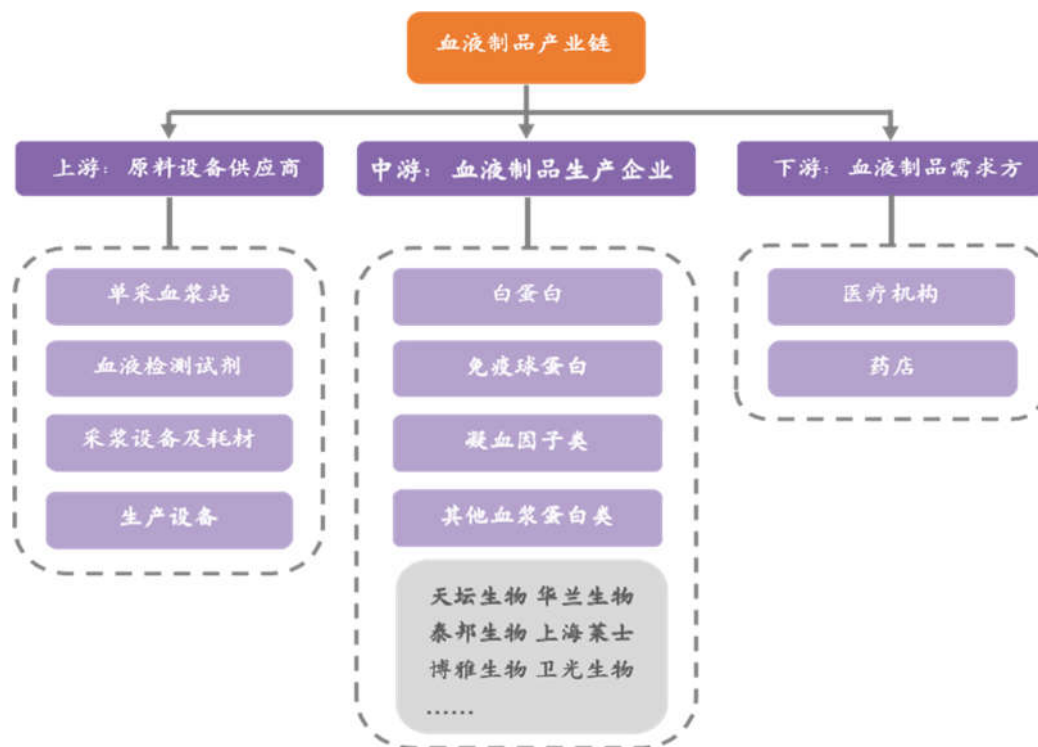 血液制品产业链
上游：原料设备供应商
单采血浆站
血液检测试剂
采浆设备及耗材
生产设备
中游：血液制品生产企业
白蛋白
免疫球蛋白
凝血因子类
其他血浆蛋白类
天坛生物 华兰生物
泰邦生物 上海莱士
博雅生物 卫光生物
……
下游：血液制品需求方
医疗机构
药店